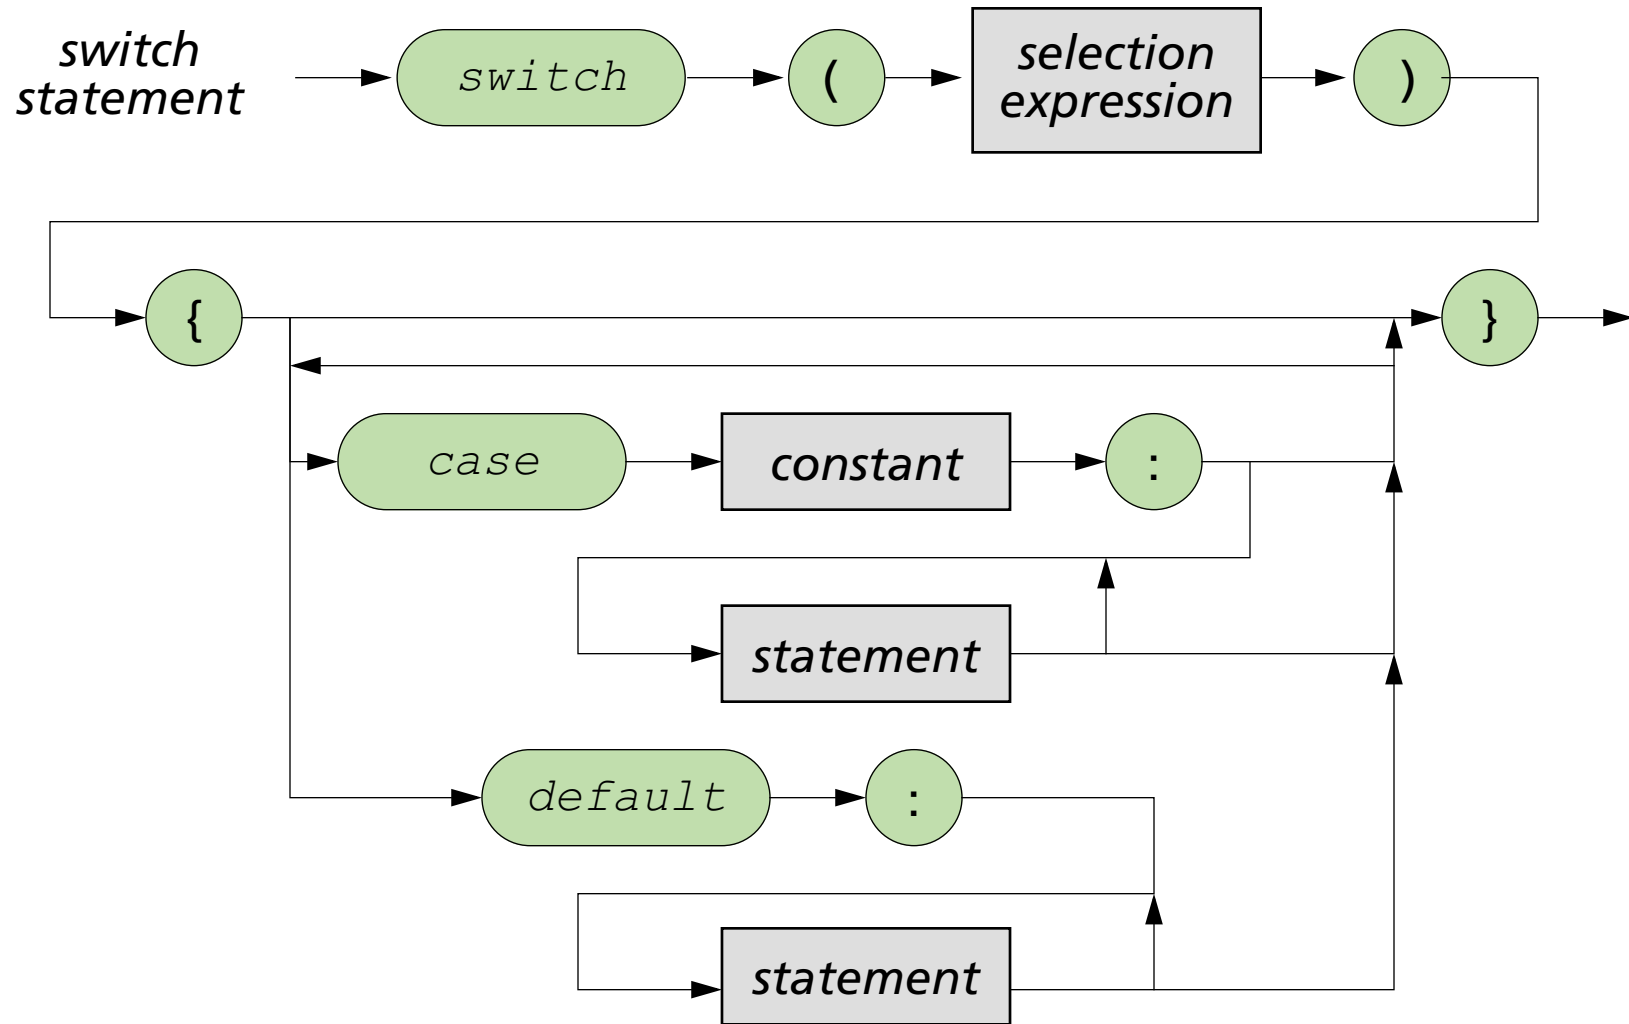 switch
statement
switch
(
selection
expression
)
{
}
case
constant
:
statement
default
:
statement